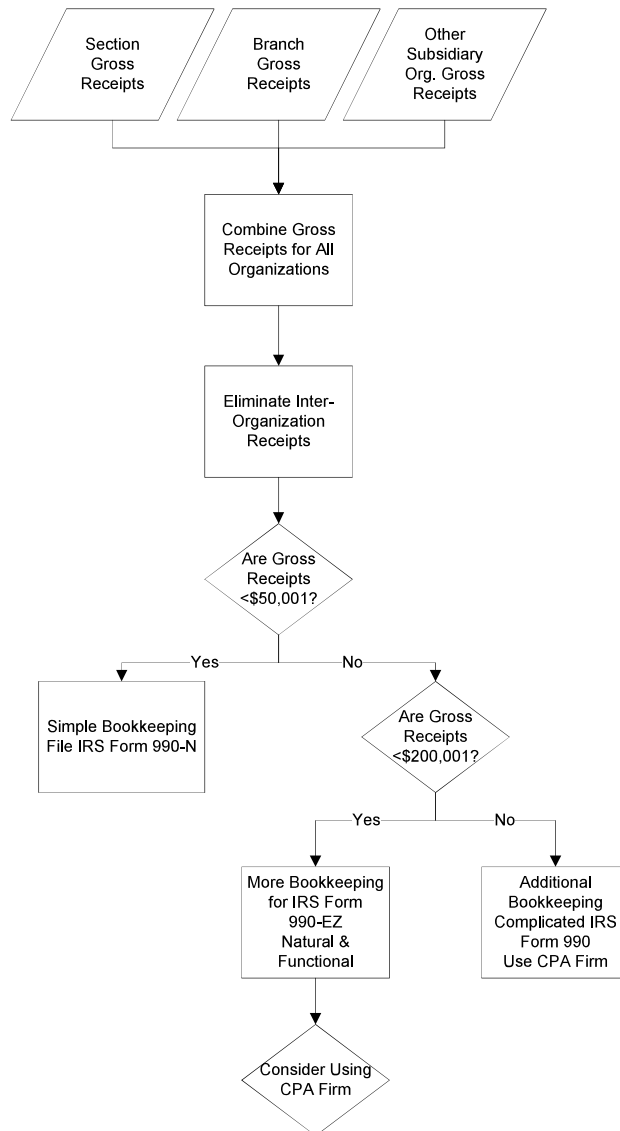 Section
Gross
Receipts
Branch
Gross
Receipts
Other
Subsidiary
Org. Gross
Receipts
Combine Gross
Receipts for All
Organizations
Eliminate Inter-
Organization
Receipts
Are Gross
Receipts
<$50,001?
Yes
No
Simple Bookkeeping
File IRS Form 990-N
Are Gross
Receipts
<$200,001?
Yes
No
More Bookkeeping
for IRS Form
990-EZ
Natural &
Functional
Additional
Bookkeeping
Complicated IRS
Form 990
Use CPA Firm
Consider Using
CPA Firm